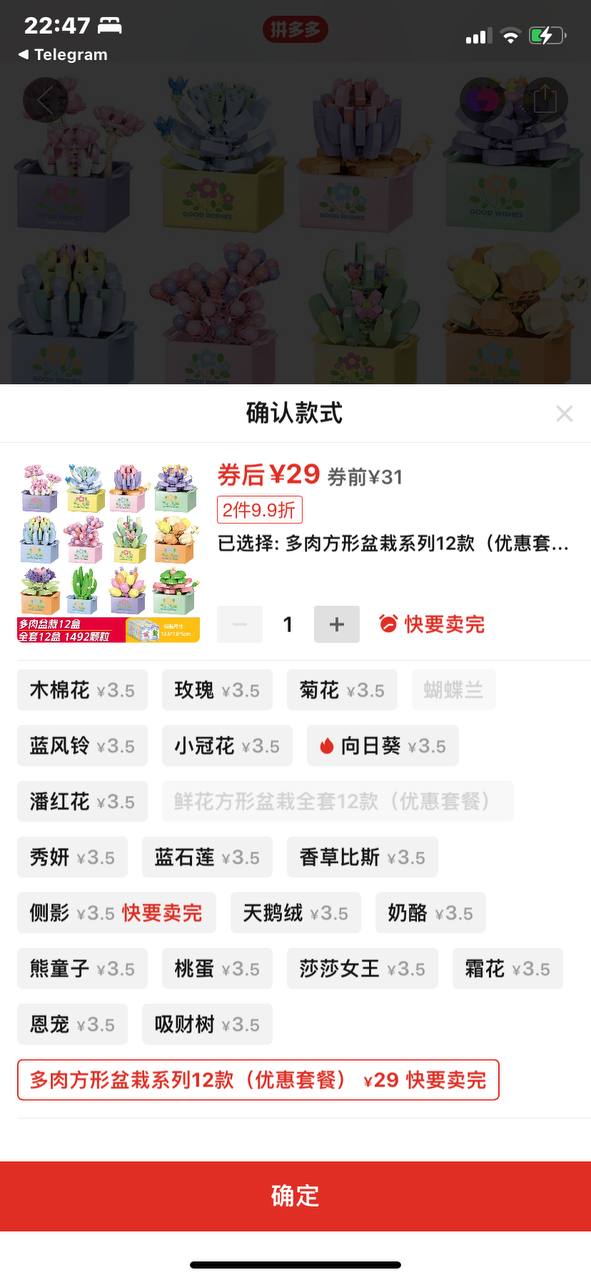 22:47
拼多多
◀ Telegram
GOOD WISHES
GOOD WISHES
GOOD WISHES
GOOD WISHES
确认款式
券后¥29 券前¥31
2件9.9折
已选择: 多肉方形盆栽系列12款（优惠套...
多肉台款12盒
全套12盒 1492颗粒
1
快要卖完
木棉花 ¥3.5 玫瑰 ¥3.5 菊花 ¥3.5 蝴蝶兰
蓝风铃 ¥3.5 小冠花 ¥3.5 向日葵 ¥3.5
潘红花 ¥3.5 鲜花方形盆栽全套12款（优惠套餐）
秀妍 ¥3.5 蓝石莲 ¥3.5 香草比斯 ¥3.5
侧影 ¥3.5 快要卖完 天鹅绒 ¥3.5 奶酪 ¥3.5
熊童子 ¥3.5 桃蛋 ¥3.5 莎莎女王 ¥3.5 霜花 ¥3.5
恩宠 ¥3.5 吸财树 ¥3.5
多肉方形盆栽系列12款（优惠套餐） ¥29 快要卖完
确定